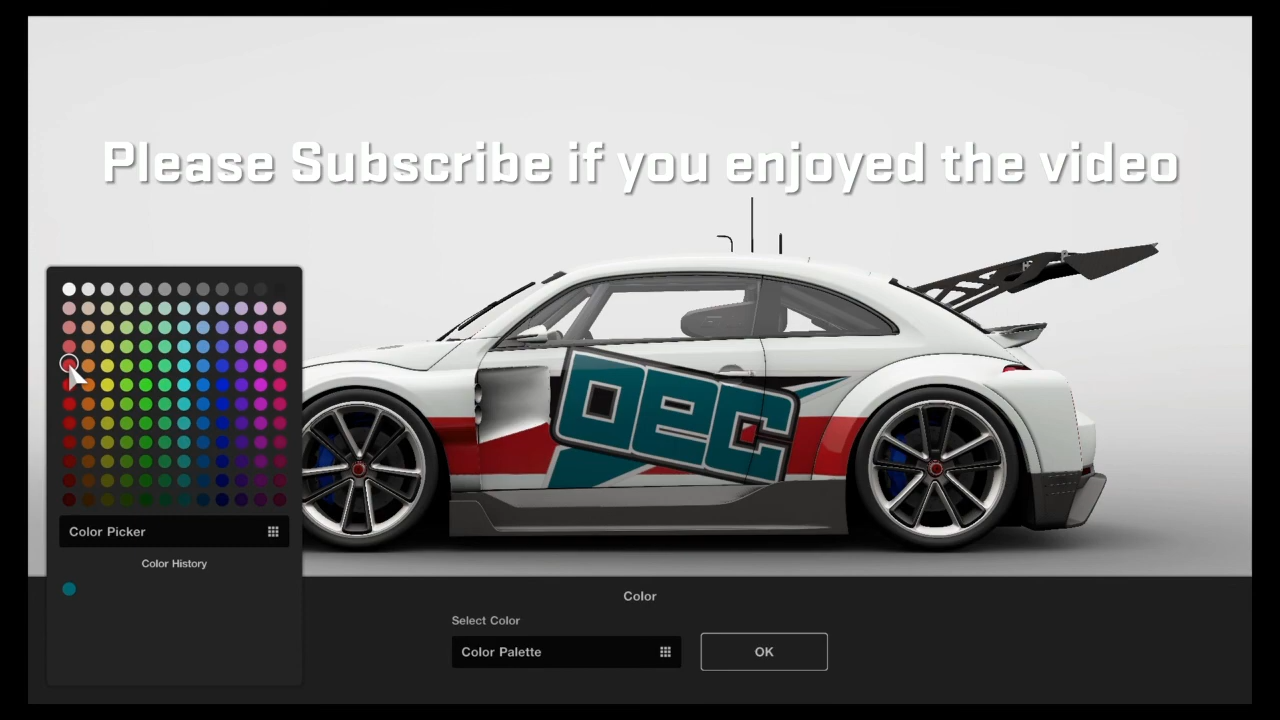 Please Subscribe if you enjoyed the video
oec
Color Picker
Color History
Color
Select Color
Color Palette
OK